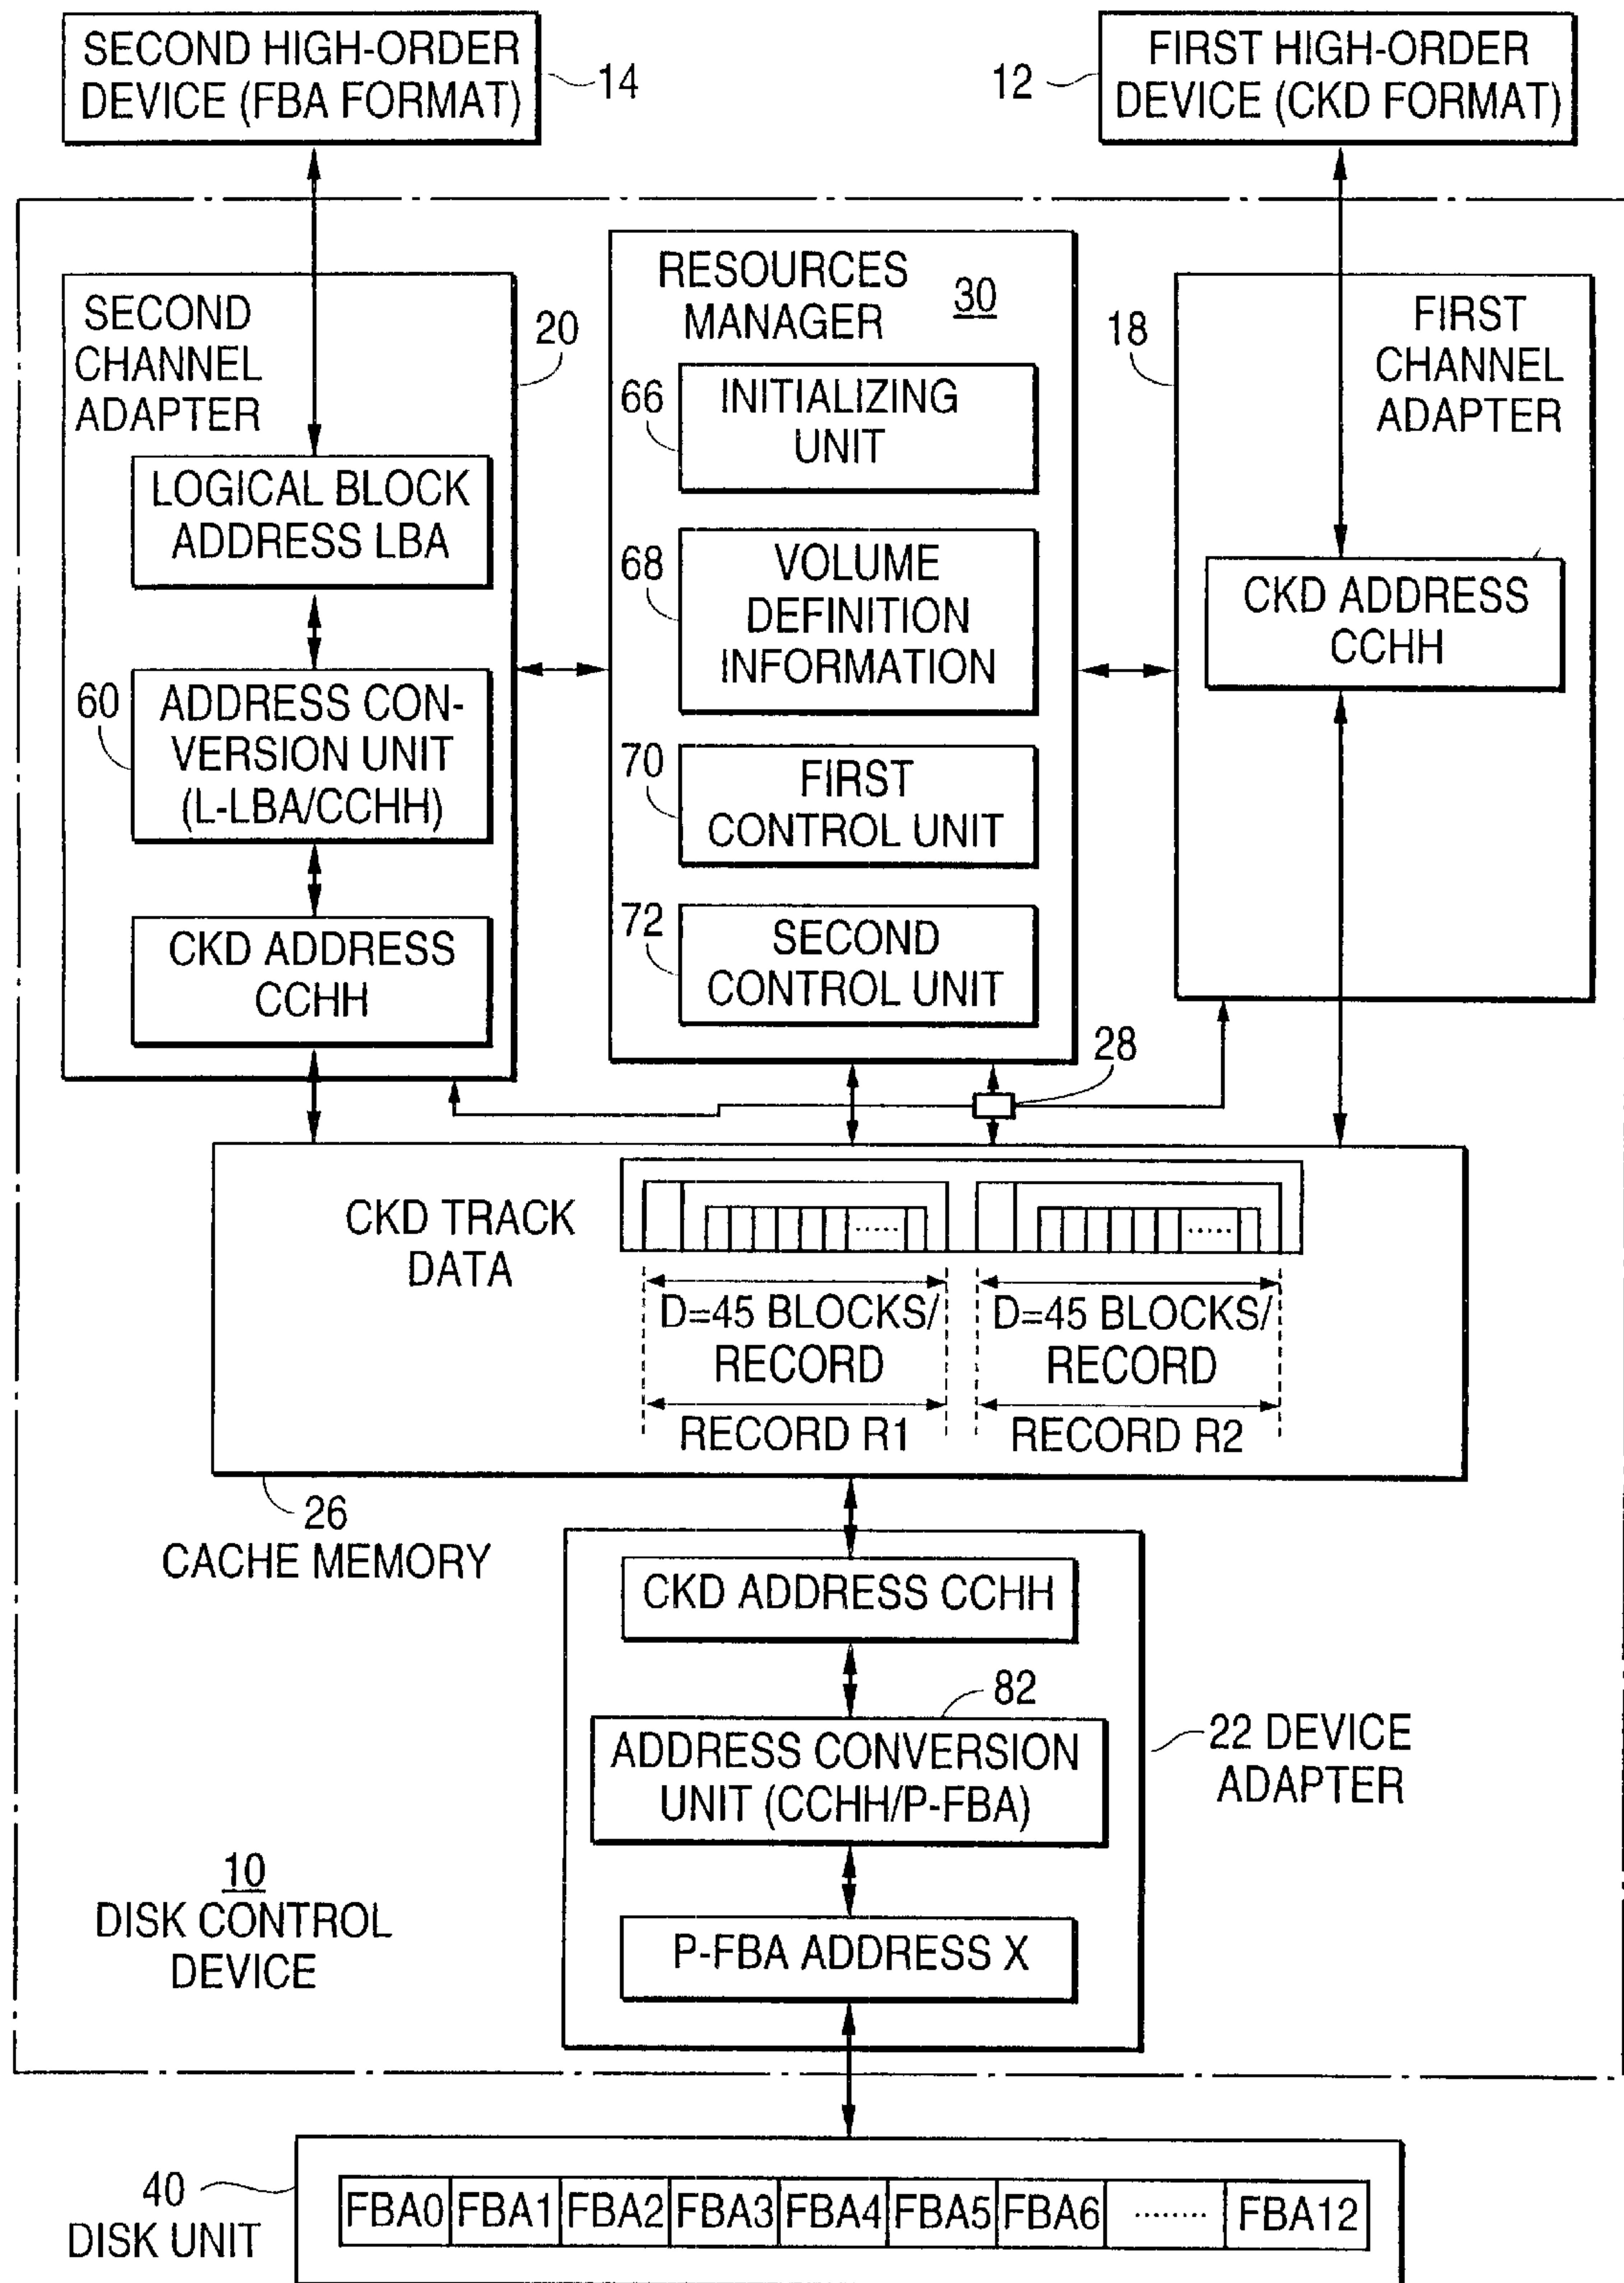 SECOND HIGH-ORDER
DEVICE (FBA FORMAT)
14
12
FIRST HIGH-ORDER
DEVICE (CKD FORMAT)
SECOND
CHANNEL
ADAPTER
20
LOGICAL BLOCK
ADDRESS LBA
60
ADDRESS CON-
VERSION UNIT
(L-LBA/CCHH)
CKD ADDRESS
CCHH
RESOURCES
MANAGER
30
66
INITIALIZING
UNIT
68
VOLUME
DEFINITION
INFORMATION
70
FIRST
CONTROL UNIT
72
SECOND
CONTROL UNIT
18
FIRST
CHANNEL
ADAPTER
CKD ADDRESS
CCHH
28
CKD TRACK
DATA
D=45 BLOCKS/
RECORD
RECORD R1
D=45 BLOCKS/
RECORD
RECORD R2
26
CACHE MEMORY
CKD ADDRESS CCHH
82
ADDRESS CONVERSION
UNIT (CCHH/P-FBA)
P-FBA ADDRESS X
22 DEVICE
ADAPTER
10
DISK CONTROL
DEVICE
40
DISK UNIT
FBA0 FBA1 FBA2 FBA3 FBA4 FBA5 FBA6 ........ FBA12